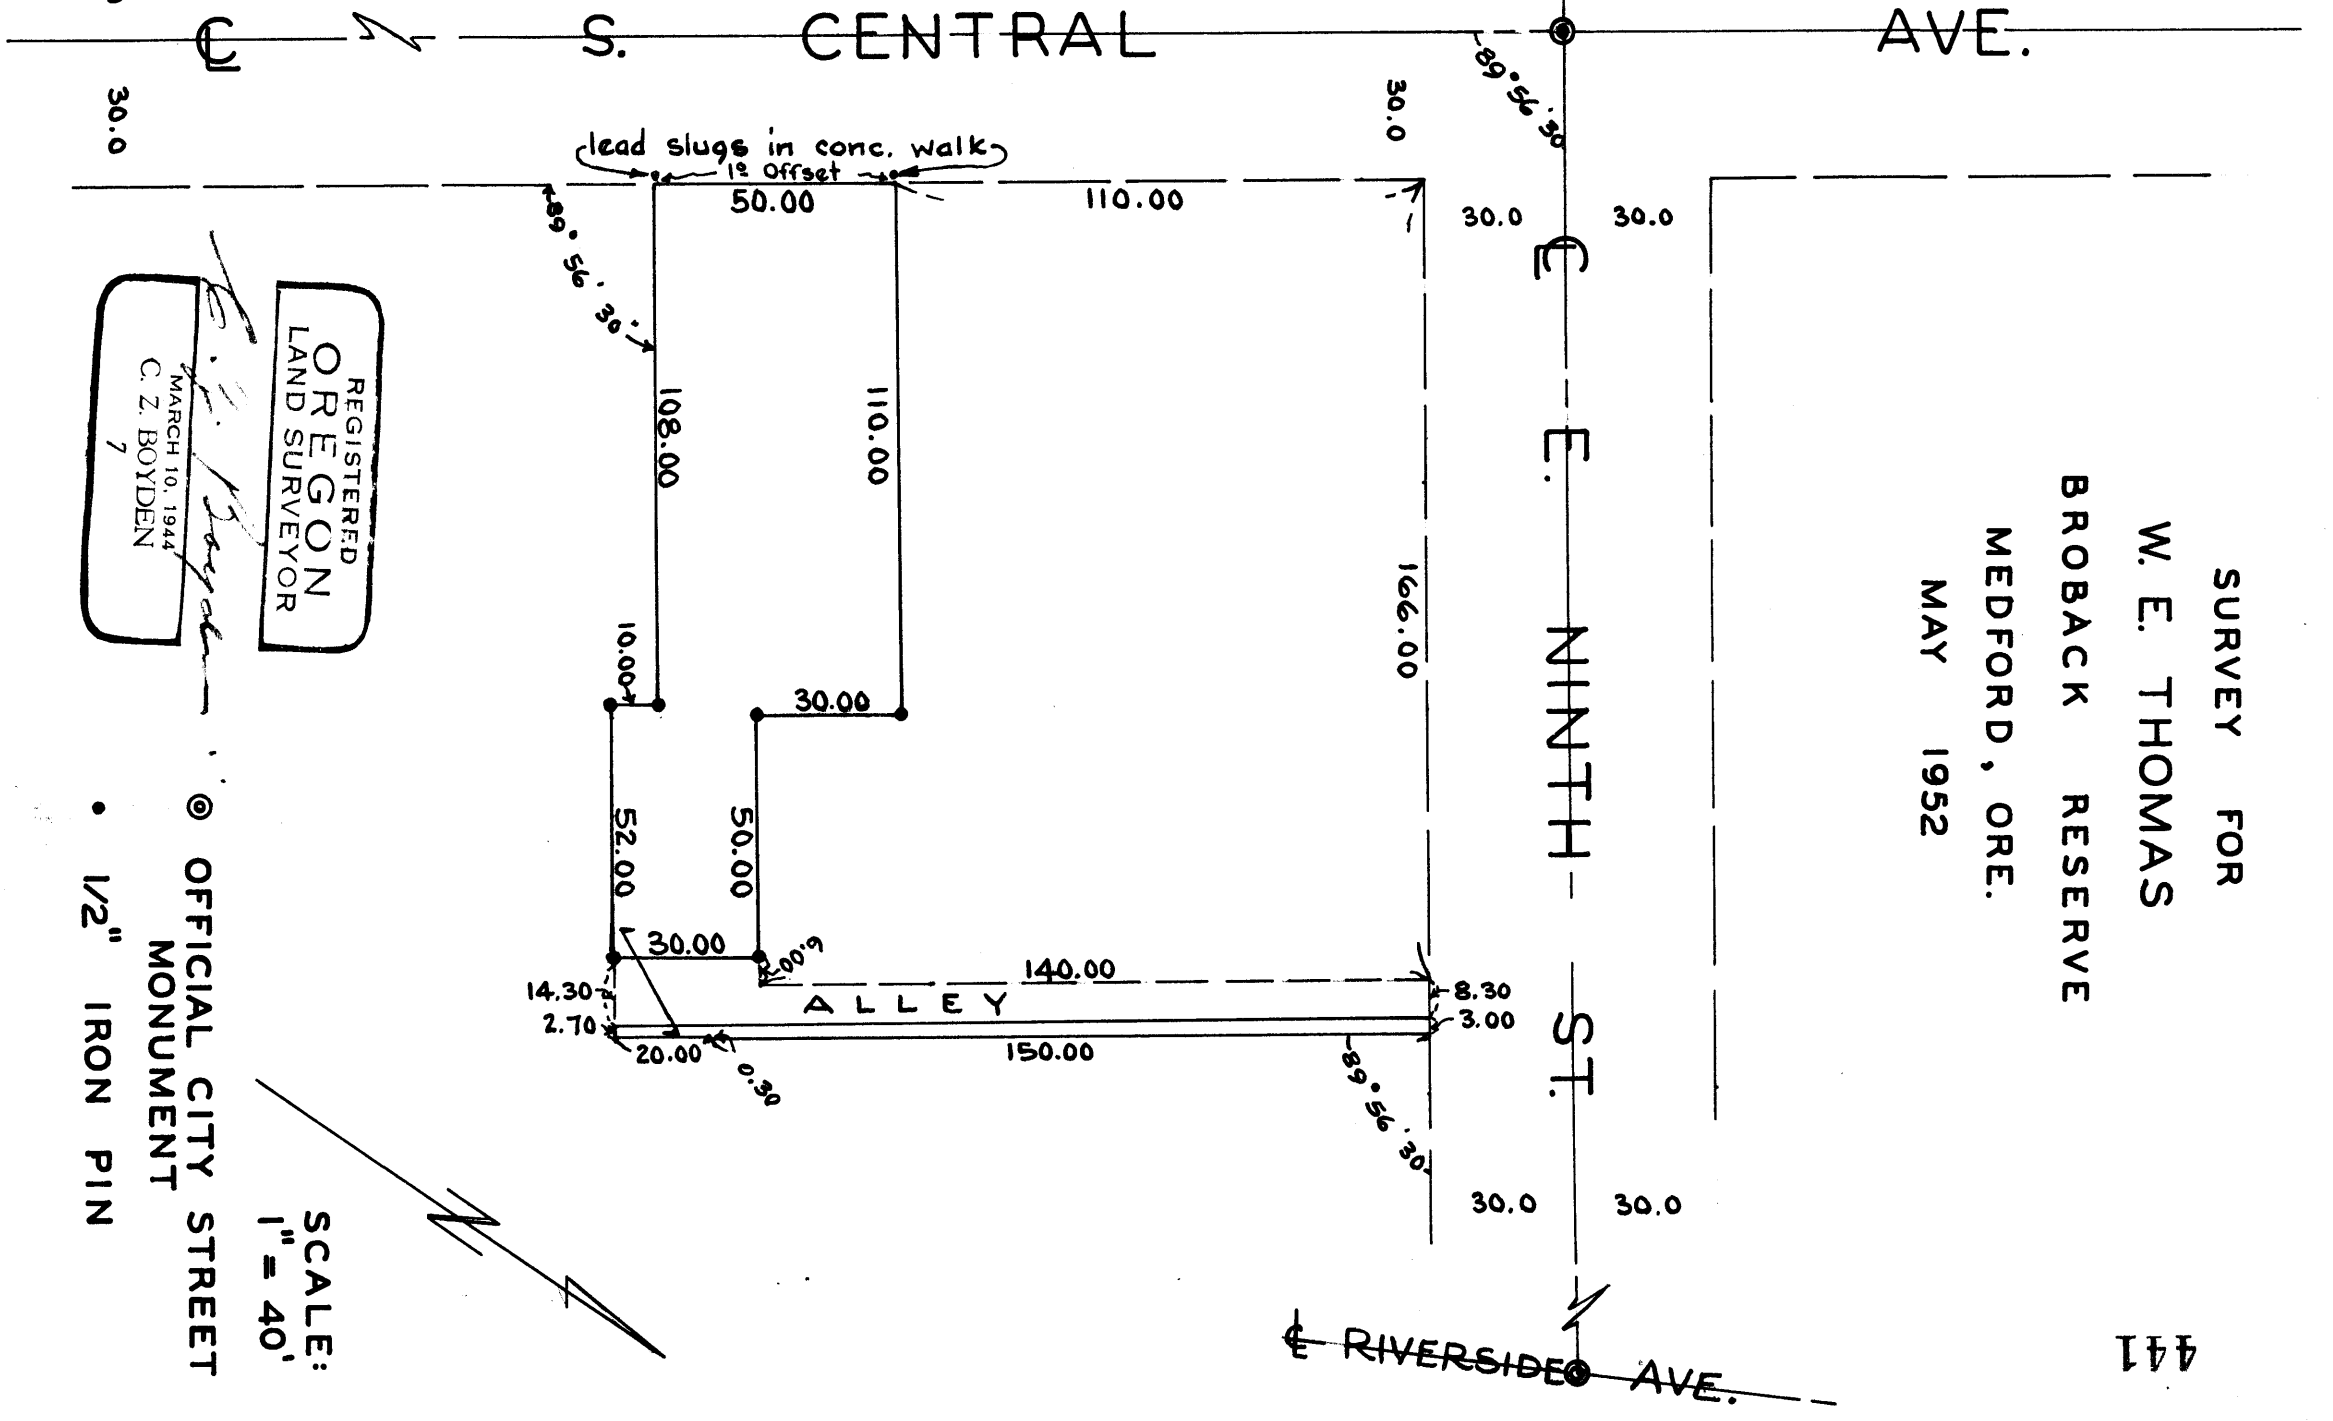 ℄ S. CENTRAL AVE.
30.0
30.0
89° 56' 30
lead slugs in conc. walk
1° Offset
50.00
110.00
30.0 30.0
89° 56' 30"
℄ E. NINTH ST.
108.00
110.00
166.00
10.00
30.00
52.00
50.00
30.00
6.00
140.00
14.30
ALLEY
8.30
2.70
3.00
20.00
0.30
150.00
89° 56' 30"
30.0 30.0
℄ RIVERSIDE AVE.
SURVEY FOR
W. E. THOMAS
BROBACK RESERVE
MEDFORD, ORE.
MAY 1952
REGISTERED
OREGON
LAND SURVEYOR
C. Z. Boyden
MARCH 10, 1944
C. Z. BOYDEN
7
OFFICIAL CITY STREET
MONUMENT
• 1/2" IRON PIN
SCALE:
1" = 40'
441